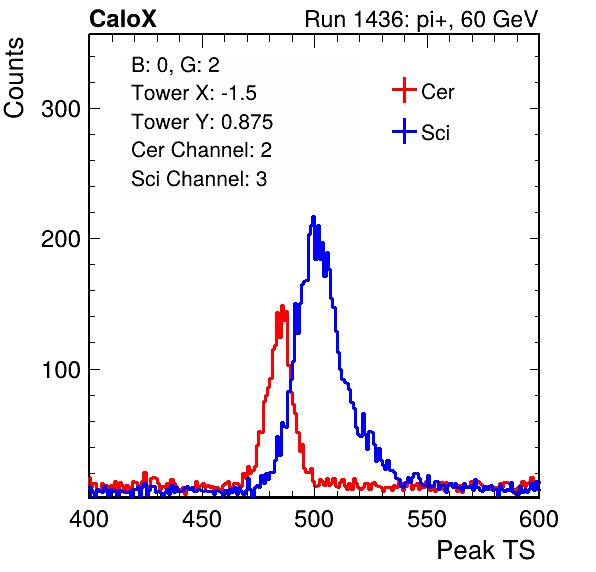 CaloX Run 1436: pi+, 60 GeV
Counts
B: 0, G: 2
Tower X: -1.5
Tower Y: 0.875
Cer Channel: 2
Sci Channel: 3
Cer
Sci
300
200
100
400 450 500 550 600
Peak TS